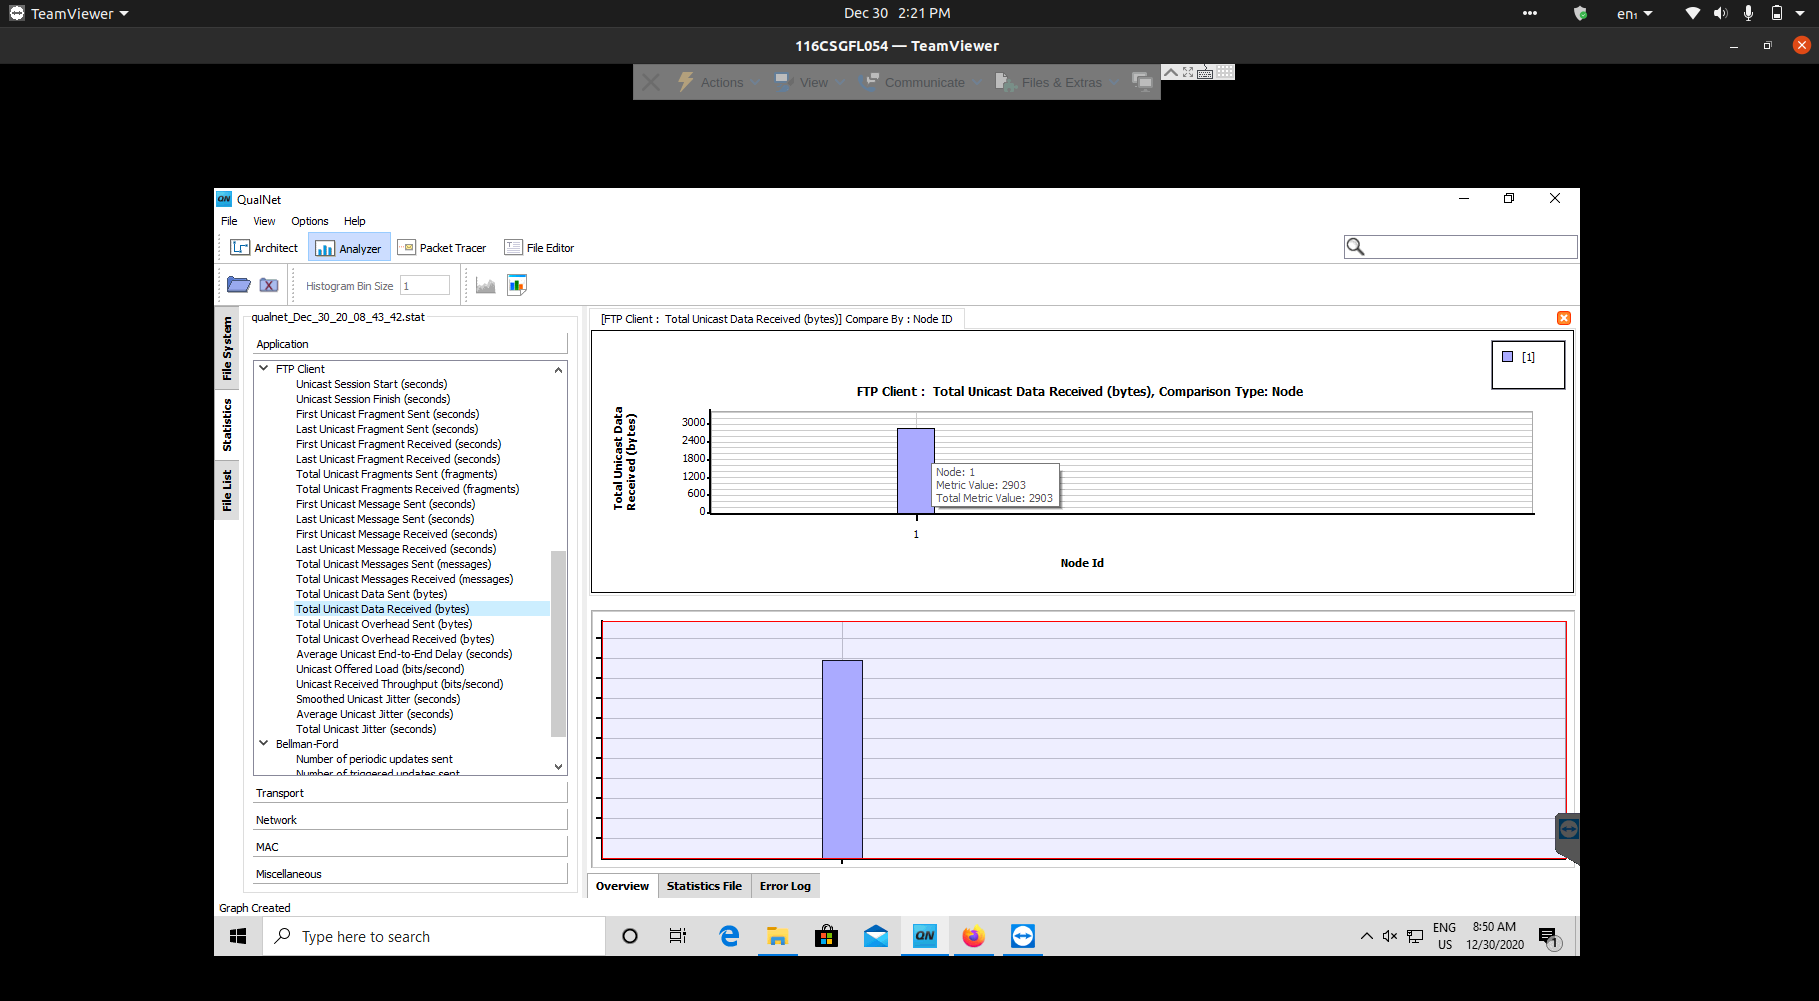 TeamViewer
Dec 30 2:21 PM
en₁
116CSGFL054 — TeamViewer
Actions
View
Communicate
Files & Extras
QN QualNet
File View Options Help
Architect
Analyzer
Packet Tracer
File Editor
Histogram Bin Size 1
File System
Statistics
File List
qualnet_Dec_30_20_08_43_42.stat
Application
FTP Client
Unicast Session Start (seconds)
Unicast Session Finish (seconds)
First Unicast Fragment Sent (seconds)
Last Unicast Fragment Sent (seconds)
First Unicast Fragment Received (seconds)
Last Unicast Fragment Received (seconds)
Total Unicast Fragments Sent (fragments)
Total Unicast Fragments Received (fragments)
First Unicast Message Sent (seconds)
Last Unicast Message Sent (seconds)
First Unicast Message Received (seconds)
Last Unicast Message Received (seconds)
Total Unicast Messages Sent (messages)
Total Unicast Messages Received (messages)
Total Unicast Data Sent (bytes)
Total Unicast Data Received (bytes)
Total Unicast Overhead Sent (bytes)
Total Unicast Overhead Received (bytes)
Average Unicast End-to-End Delay (seconds)
Unicast Offered Load (bits/second)
Unicast Received Throughput (bits/second)
Smoothed Unicast Jitter (seconds)
Average Unicast Jitter (seconds)
Total Unicast Jitter (seconds)
Bellman-Ford
Number of periodic updates sent
Number of triggered updates sent
Transport
Network
MAC
Miscellaneous
Graph Created
[FTP Client : Total Unicast Data Received (bytes)] Compare By : Node ID
[1]
FTP Client : Total Unicast Data Received (bytes), Comparison Type: Node
Total Unicast Data
Received (bytes)
3000
2400
1800
1200
600
0
Node: 1
Metric Value: 2903
Total Metric Value: 2903
1
Node Id
Overview
Statistics File
Error Log
Type here to search
QN
ENG
US
8:50 AM
12/30/2020
1